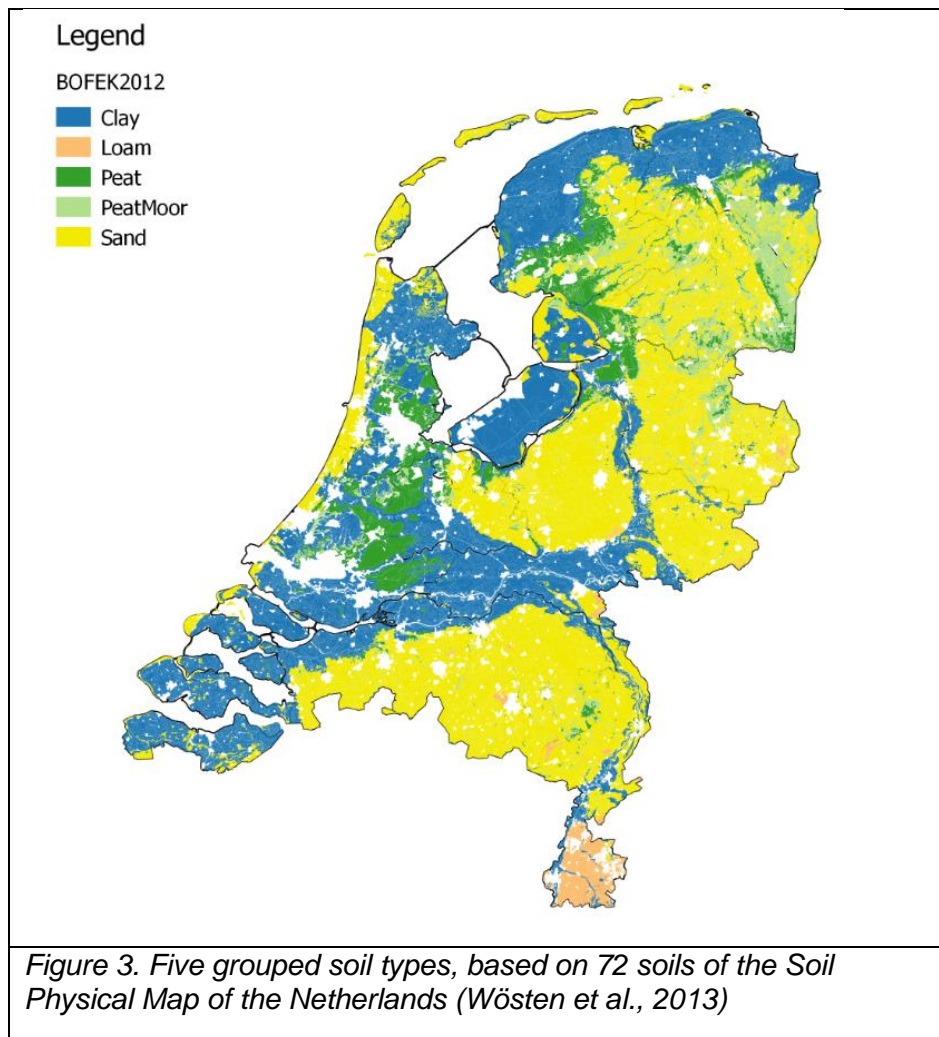 Legend
BOFEK2012
Clay
Loam
Peat
PeatMoor
Sand
Figure 3. Five grouped soil types, based on 72 soils of the Soil
Physical Map of the Netherlands (Wösten et al., 2013)